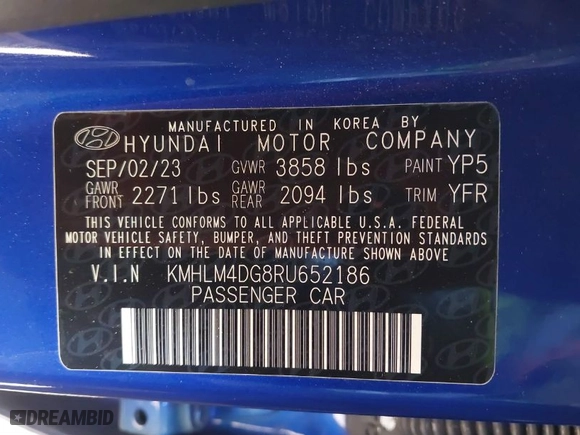 MANUFACTURED IN KOREA BY
HYUNDAI MOTOR COMPANY
SEP/02/23 GVWR 3858 lbs PAINT YP5
GAWR FRONT 2271 lbs GAWR REAR 2094 lbs TRIM YFR
THIS VEHICLE CONFORMS TO ALL APPLICABLE U.S.A. FEDERAL
MOTOR VEHICLE SAFETY, BUMPER, AND THEFT PREVENTION STANDARDS
IN EFFECT ON THE DATE OF MANUFACTURE SHOWN ABOVE
V.I.N KMHLM4DG8RU652186
PASSENGER CAR
DREAMBID